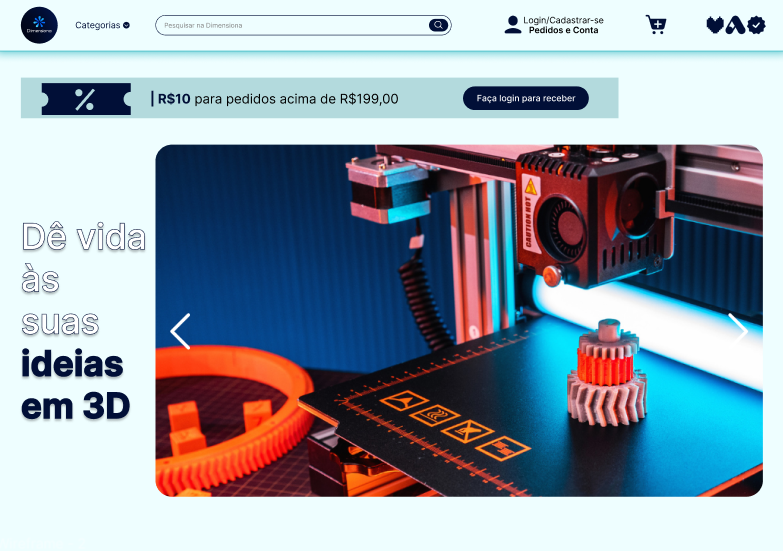 Dimensiona
Categorias
Pesquisar na Dimensiona
Login/Cadastrar-se
Pedidos e Conta
%
R$10 para pedidos acima de R$199,00
Faça login para receber
Dê vida
às
suas
ideias
em 3D
CAUTION HOT